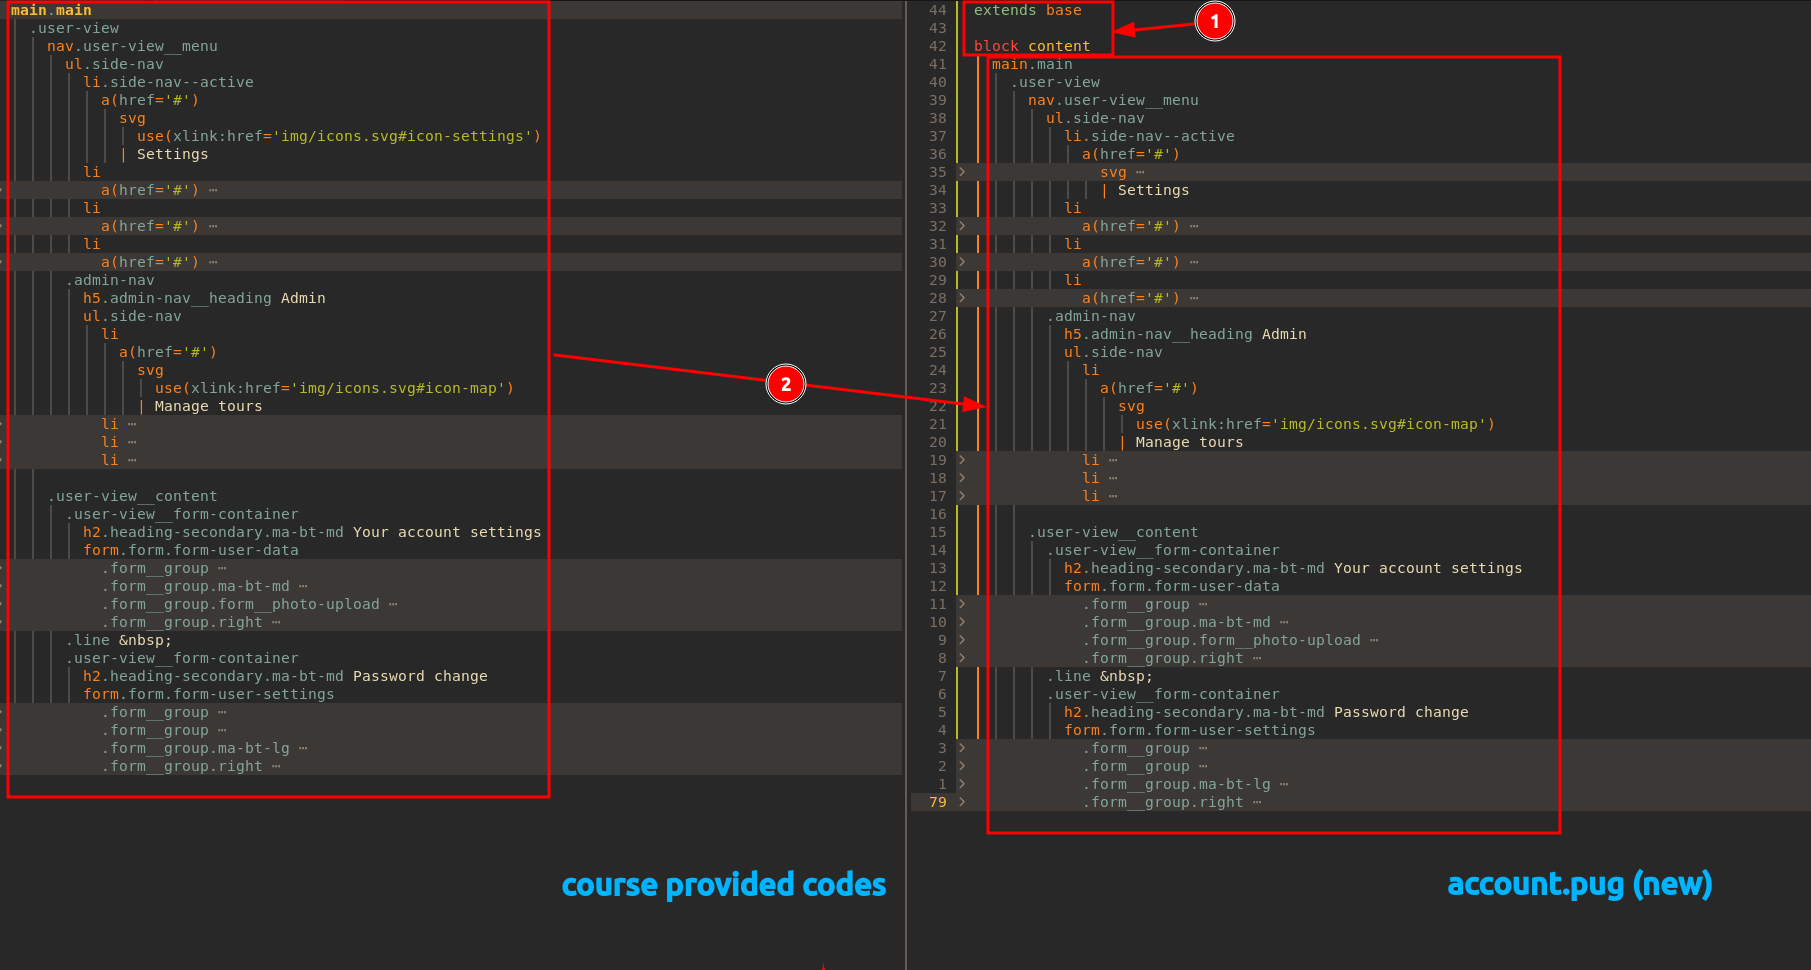 main.main
.user-view
nav.user-view__menu
ul.side-nav
li.side-nav--active
a(href='#')
svg
use(xlink:href='img/icons.svg#icon-settings')
| Settings
li
a(href='#') ⋯
li
a(href='#') ⋯
li
a(href='#') ⋯
.admin-nav
h5.admin-nav__heading Admin
ul.side-nav
li
a(href='#')
svg
use(xlink:href='img/icons.svg#icon-map')
| Manage tours
li ⋯
li ⋯
li ⋯
.user-view__content
.user-view__form-container
h2.heading-secondary.ma-bt-md Your account settings
form.form.form-user-data
.form__group ⋯
.form__group.ma-bt-md ⋯
.form__group.form__photo-upload ⋯
.form__group.right ⋯
.line &nbsp;
.user-view__form-container
h2.heading-secondary.ma-bt-md Password change
form.form.form-user-settings
.form__group ⋯
.form__group ⋯
.form__group.ma-bt-lg ⋯
.form__group.right ⋯
course provided codes
2
44 extends base
1
43
42 block content
41 main.main
40 .user-view
39 nav.user-view__menu
38 ul.side-nav
37 li.side-nav--active
36 a(href='#')
35 svg ⋯
34 | Settings
33 li
32 a(href='#') ⋯
31 li
30 a(href='#') ⋯
29 li
28 a(href='#') ⋯
27 .admin-nav
26 h5.admin-nav__heading Admin
25 ul.side-nav
24 li
23 a(href='#')
22 svg
21 use(xlink:href='img/icons.svg#icon-map')
20 | Manage tours
19 li ⋯
18 li ⋯
17 li ⋯
16
15 .user-view__content
14 .user-view__form-container
13 h2.heading-secondary.ma-bt-md Your account settings
12 form.form.form-user-data
11 .form__group ⋯
10 .form__group.ma-bt-md ⋯
9 .form__group.form__photo-upload ⋯
8 .form__group.right ⋯
7 .line &nbsp;
6 .user-view__form-container
5 h2.heading-secondary.ma-bt-md Password change
4 form.form.form-user-settings
3 .form__group ⋯
2 .form__group ⋯
1 .form__group.ma-bt-lg ⋯
79 .form__group.right ⋯
account.pug (new)